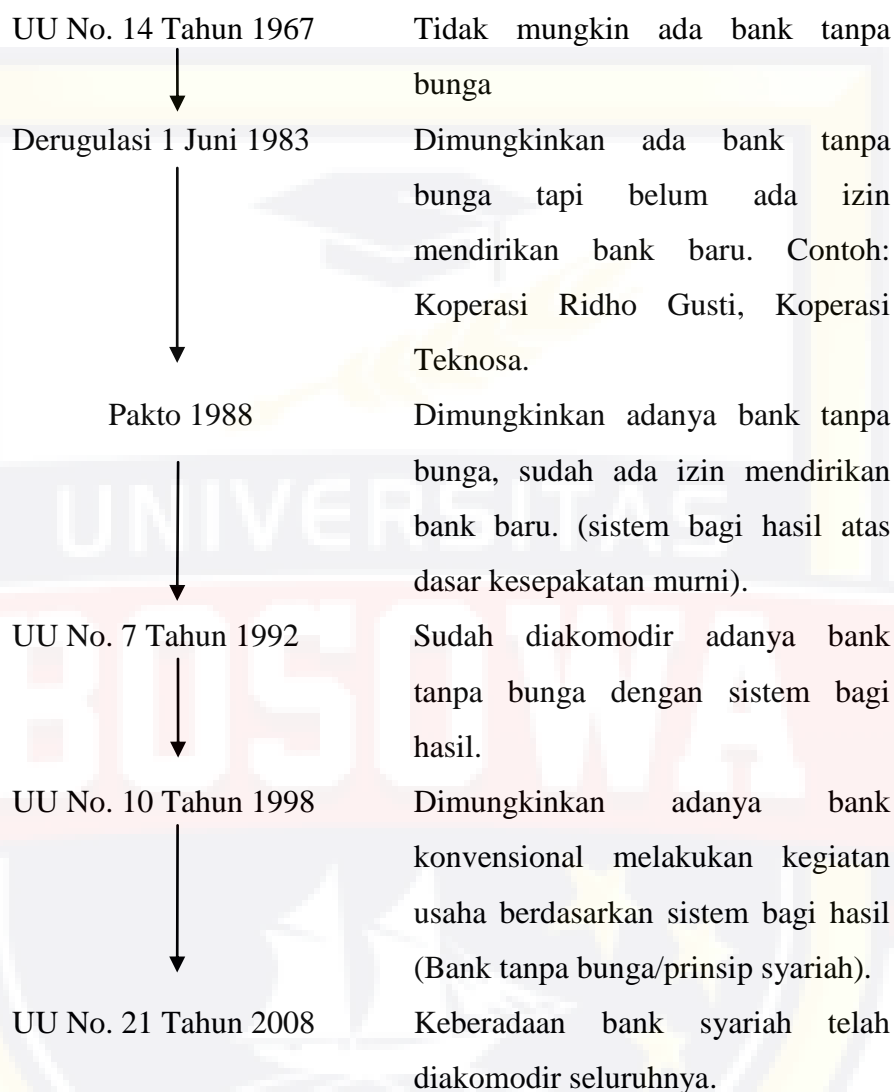 UU No. 14 Tahun 1967 Tidak mungkin ada bank tanpa
bunga
Derugulasi 1 Juni 1983 Dimungkinkan ada bank tanpa
bunga tapi belum ada izin
mendirikan bank baru. Contoh:
Koperasi Ridho Gusti, Koperasi
Teknosa.
Pakto 1988 Dimungkinkan adanya bank tanpa
bunga, sudah ada izin mendirikan
bank baru. (sistem bagi hasil atas
dasar kesepakatan murni).
UNIVERSITAS
BOSOWA
UU No. 7 Tahun 1992 Sudah diakomodir adanya bank
tanpa bunga dengan sistem bagi
hasil.
UU No. 10 Tahun 1998 Dimungkinkan adanya bank
konvensional melakukan kegiatan
usaha berdasarkan sistem bagi hasil
(Bank tanpa bunga/prinsip syariah).
UU No. 21 Tahun 2008 Keberadaan bank syariah telah
diakomodir seluruhnya.